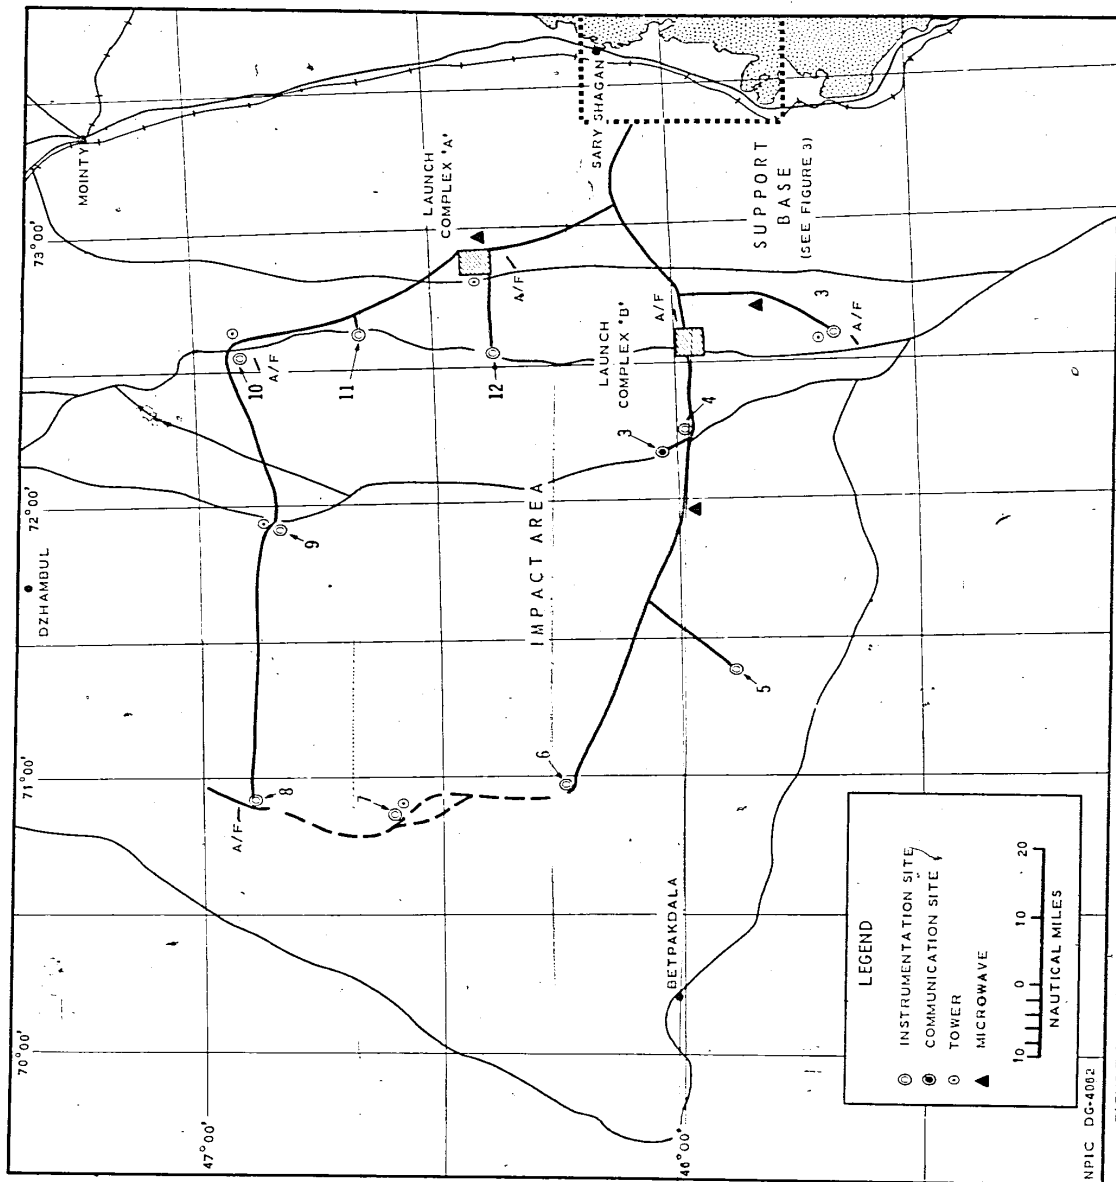 70°00'
71°00'
72°00'
73°00'
DZHAMBUL
MOINTY
47°00'
A/F
8
9
10
A/F
11
LAUNCH
COMPLEX 'A'
12
A/F
IMPACT AREA
6
SARY SHAGAN
LAUNCH
COMPLEX 'B'
3
4
A/F
46°00'
BETPAKDALA
5
SUPPORT
BASE
(SEE FIGURE 3)
3
A/F
LEGEND
INSTRUMENTATION SITE
COMMUNICATION SITE
TOWER
MICROWAVE
10 0 10 20
NAUTICAL MILES
NPIC DG-4082